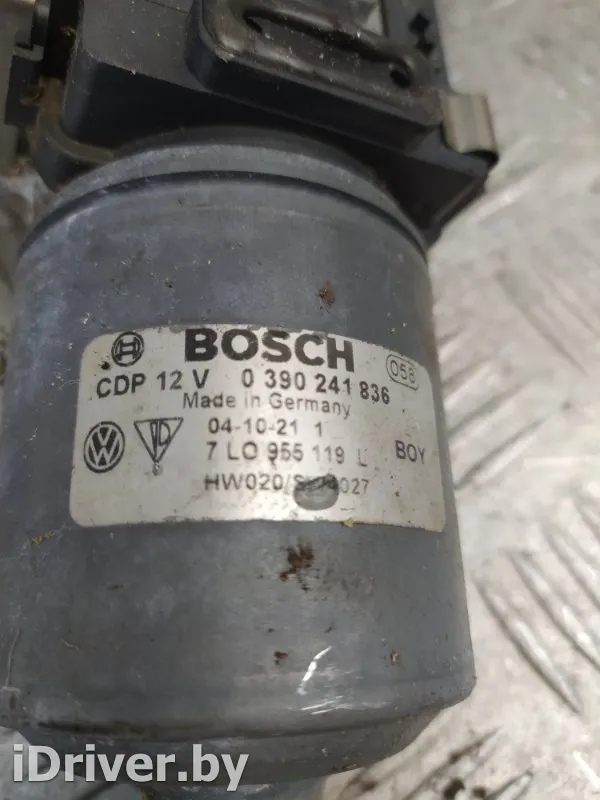 BOSCH
058
CDP 12 V 0 390 241 836
Made in Germany
04-10-21 1
7 LO 955 119 L BOY
iDriver.by